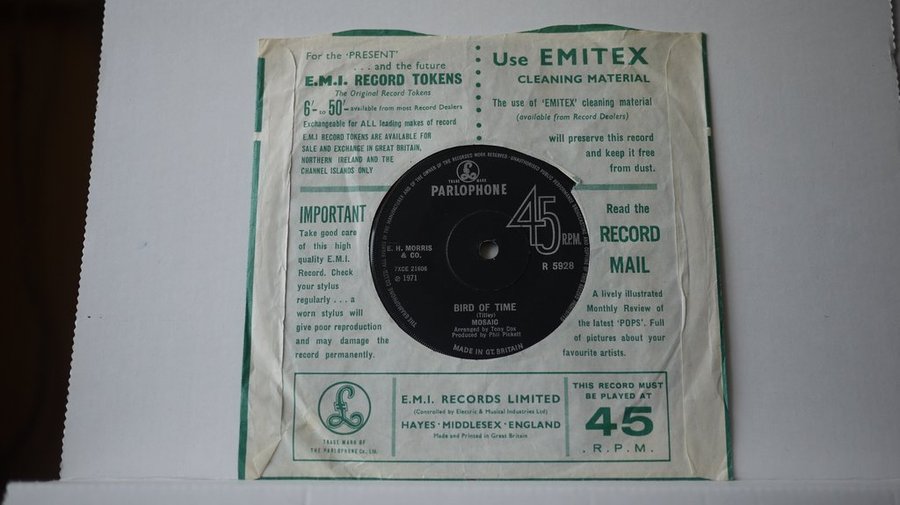 For the 'PRESENT'
. . . and the future
E.M.I. RECORD TOKENS
The Original Record Tokens
6/- to 50/- available from most Record Dealers
Exchangeable for ALL leading makes of record
E.M.I RECORD TOKENS ARE AVAILABLE FOR
SALE AND EXCHANGE IN GREAT BRITAIN,
NORTHERN IRELAND AND THE
CHANNEL ISLANDS ONLY
Use EMITEX
CLEANING MATERIAL
The use of 'EMITEX' cleaning material
(available from Record Dealers)
will preserve this record
and keep it free
from dust.
IMPORTANT
Take good care
of this high
quality E.M.I.
Record. Check
your stylus
regularly . . . a
worn stylus will
give poor reproduction
and may damage the
record permanently.
TRADE MARK
PARLOPHONE
45 R.P.M.
E. H. MORRIS
& CO.
7XCE 21606
℗ 1971
R 5928
BIRD OF TIME
(Tilley)
MOSAIC
Arranged by Tony Cox
Produced by Phil Pickett
MADE IN GT. BRITAIN
Read the
RECORD
MAIL
A lively illustrated
Monthly Review of
the latest 'POPS'. Full
of pictures about your
favourite artists.
£
TRADE MARK OF
THE PARLOPHONE Co. Ltd.
E.M.I. RECORDS LIMITED
(Controlled by Electric & Musical Industries Ltd)
HAYES · MIDDLESEX · ENGLAND
Made and Printed in Great Britain
THIS RECORD MUST
BE PLAYED AT
45
. R . P . M .